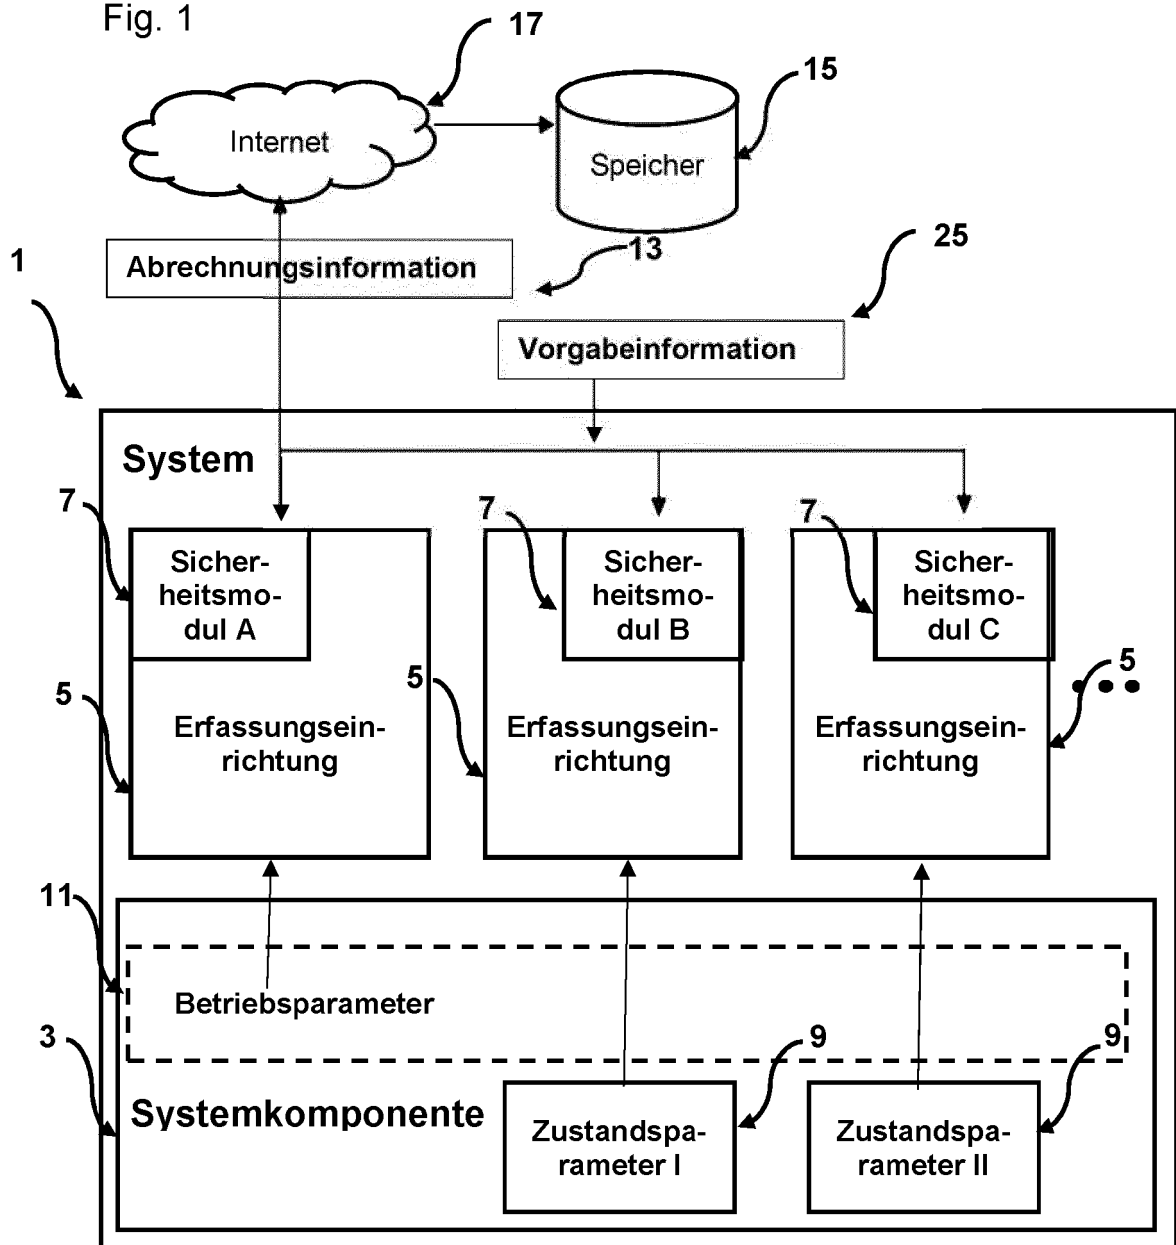 Fig. 1
17
15
Internet
Speicher
13
25
1
Abrechnungsinformation
Vorgabeinformation
System
7
7
7
Sicher-
heitsmo-
dul A
Sicher-
heitsmo-
dul B
Sicher-
heitsmo-
dul C
5
5
5
Erfassungsein-
richtung
Erfassungsein-
richtung
Erfassungsein-
richtung
11
Betriebsparameter
3
9
9
Systemkomponente
Zustandspa-
rameter I
Zustandspa-
rameter II